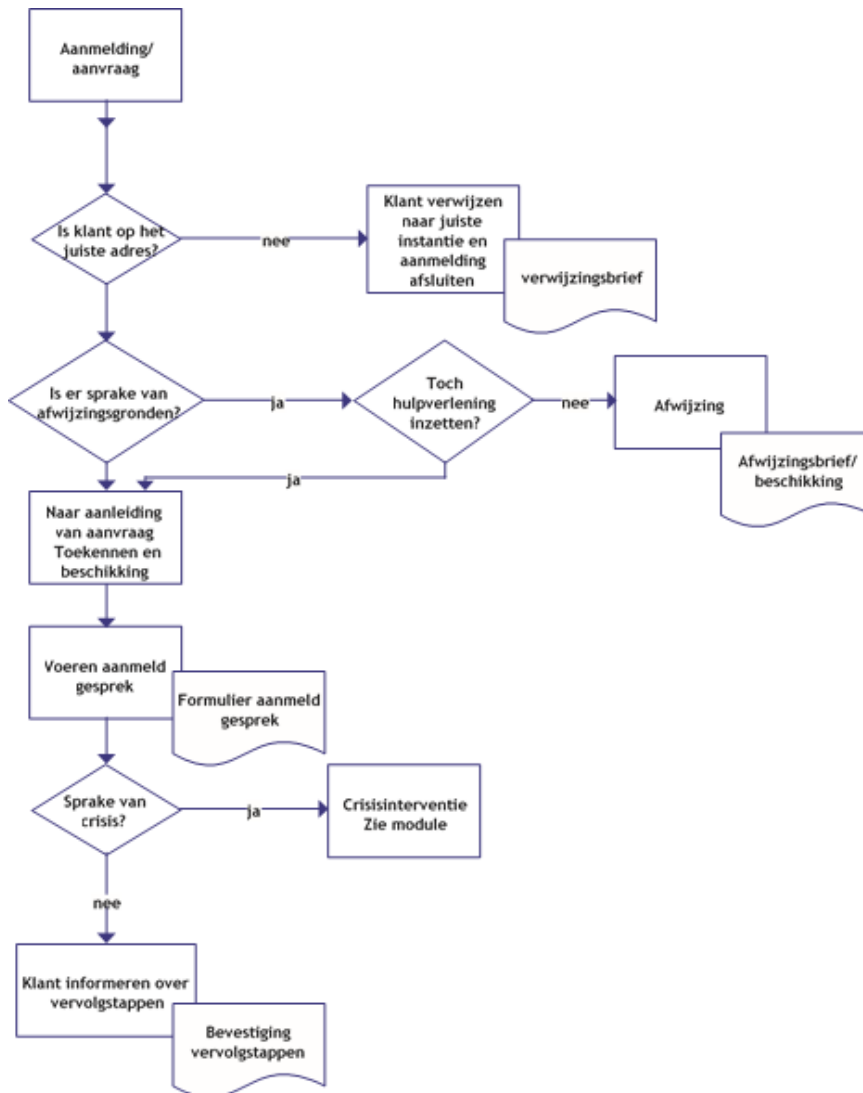 Aanmelding/
aanvraag
Is klant op het
juiste adres?
nee
Klant verwijzen
naar juiste
instantie en
aanmelding
afsluiten
verwijzingsbrief
Is er sprake van
afwijzingsgronden?
ja
Toch
hulpverlening
inzetten?
nee
Afwijzing
Afwijzingsbrief/
beschikking
ja
Naar aanleiding
van aanvraag
Toekennen en
beschikking
Voeren aanmeld
gesprek
Formulier aanmeld
gesprek
Sprake van
crisis?
ja
Crisisinterventie
Zie module
nee
Klant informeren over
vervolgstappen
Bevestiging
vervolgstappen